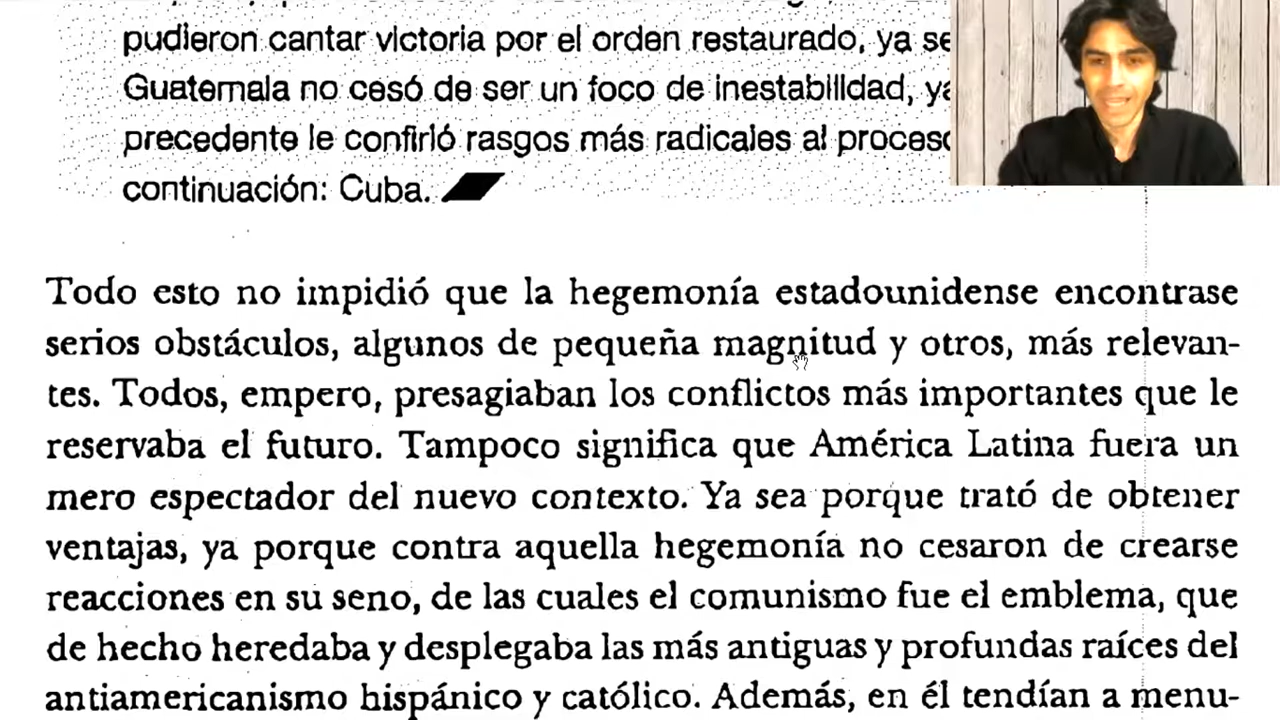 pudieron cantar victoria por el orden restaurado, ya se
Guatemala no cesó de ser un foco de inestabilidad, ya
precedente le confirió rasgos más radicales al proceso
continuación: Cuba.
Todo esto no impidió que la hegemonía estadounidense encontrase
serios obstáculos, algunos de pequeña magnitud y otros, más relevan-
tes. Todos, empero, presagiaban los conflictos más importantes que le
reservaba el futuro. Tampoco significa que América Latina fuera un
mero espectador del nuevo contexto. Ya sea porque trató de obtener
ventajas, ya porque contra aquella hegemonía no cesaron de crearse
reacciones en su seno, de las cuales el comunismo fue el emblema, que
de hecho heredaba y desplegaba las más antiguas y profundas raíces del
antiamericanismo hispánico y católico. Además, en él tendían a menu-